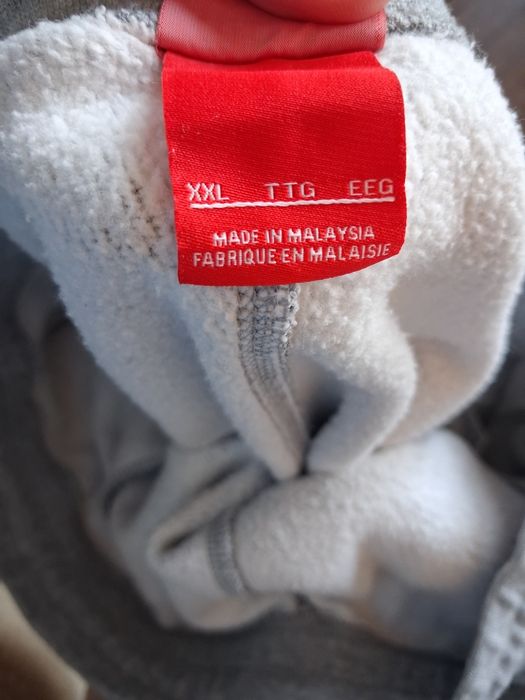 XXL TTG EEG
MADE IN MALAYSIA
FABRIQUE EN MALAISIE